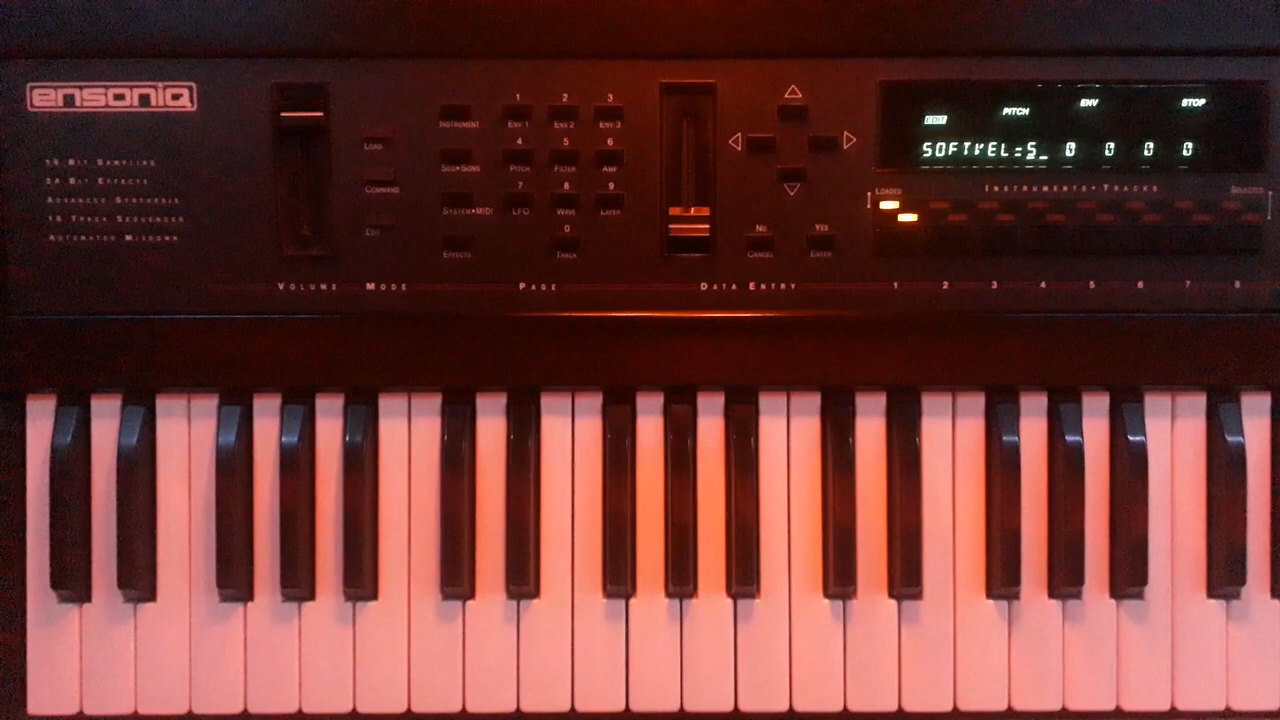 ensoniq
16 Bit Sampling
24 Bit Effects
Advanced Synthesis
16 Track Sequencer
Automated Mixdown
Volume
Load
Command
Edit
Mode
1 2 3
Instrument Env 1 Env 2 Env 3
4 5 6
Seq•Song Pitch Filter Amp
7 8 9
System•MIDI LFO Wave Layer
0
Effects Track
Page
No Yes
Cancel Enter
Data Entry
PITCH ENV STOP
EDIT
SOFTVEL=5_ 0 0 0 0
Loaded Instruments•Tracks Selected
1 2 3 4 5 6 7 8